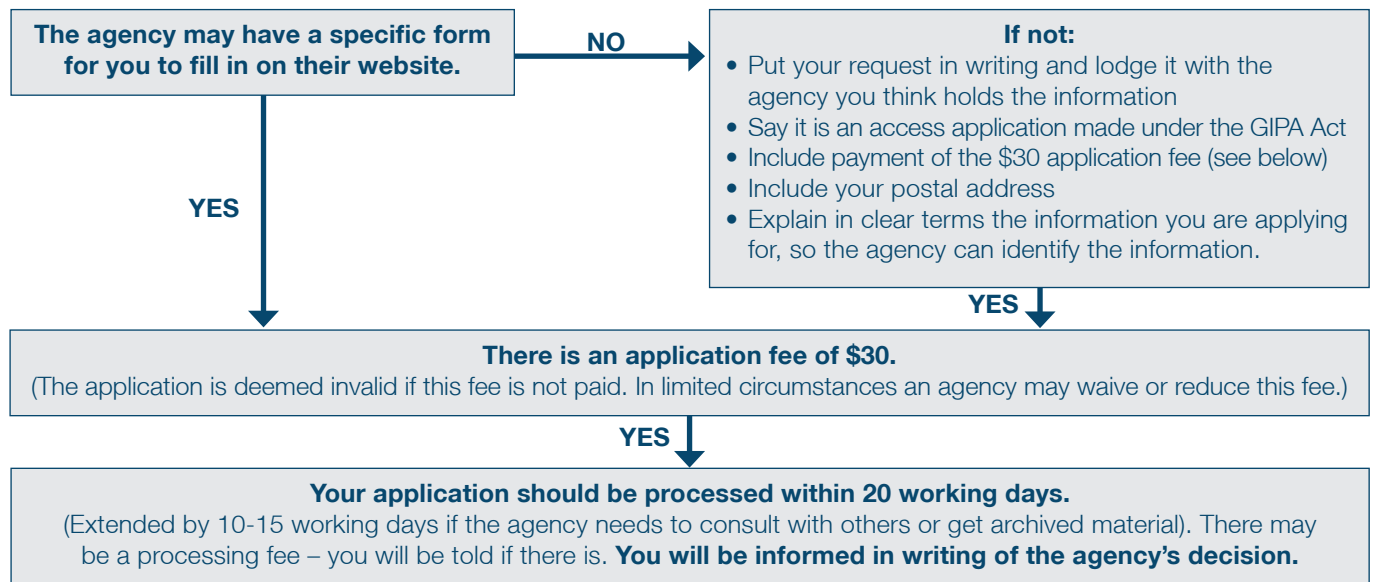 The agency may have a specific form
for you to fill in on their website.
NO
If not:
• Put your request in writing and lodge it with the
agency you think holds the information
• Say it is an access application made under the GIPA Act
• Include payment of the $30 application fee (see below)
• Include your postal address
• Explain in clear terms the information you are applying
for, so the agency can identify the information.
YES
YES
There is an application fee of $30.
(The application is deemed invalid if this fee is not paid. In limited circumstances an agency may waive or reduce this fee.)
YES
Your application should be processed within 20 working days.
(Extended by 10-15 working days if the agency needs to consult with others or get archived material). There may
be a processing fee – you will be told if there is. You will be informed in writing of the agency’s decision.